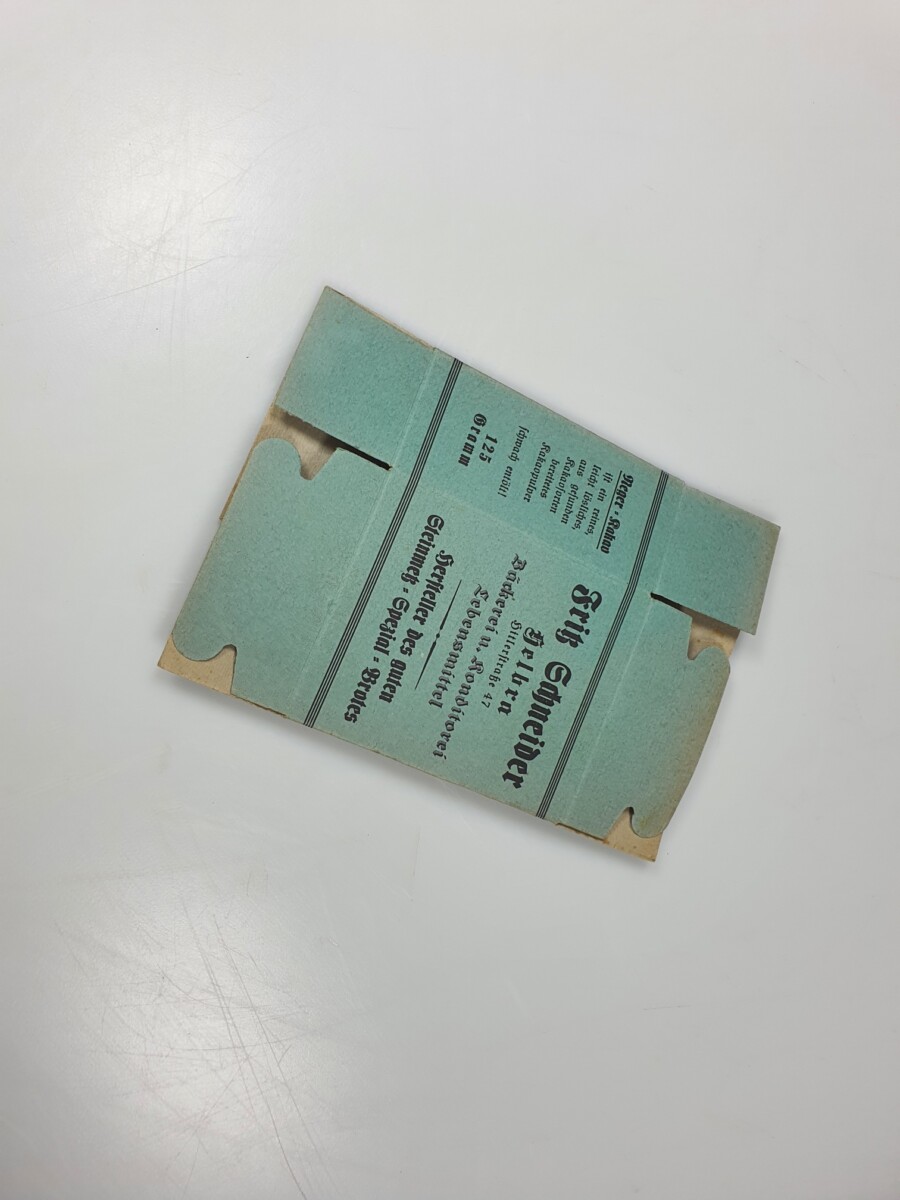 Fritz Schneider
Helbra
Hitlerstraße 47
Bäckerei u. Konditorei
Lebensmittel
Hersteller des guten
Steinmetz-Spezial-Brotes
Neger-Kakao
ist ein reines,
leicht lösliches,
aus gesunden
Kakaosorten
bereitetes
Kakaopulver
schwach entölt
125
Gramm